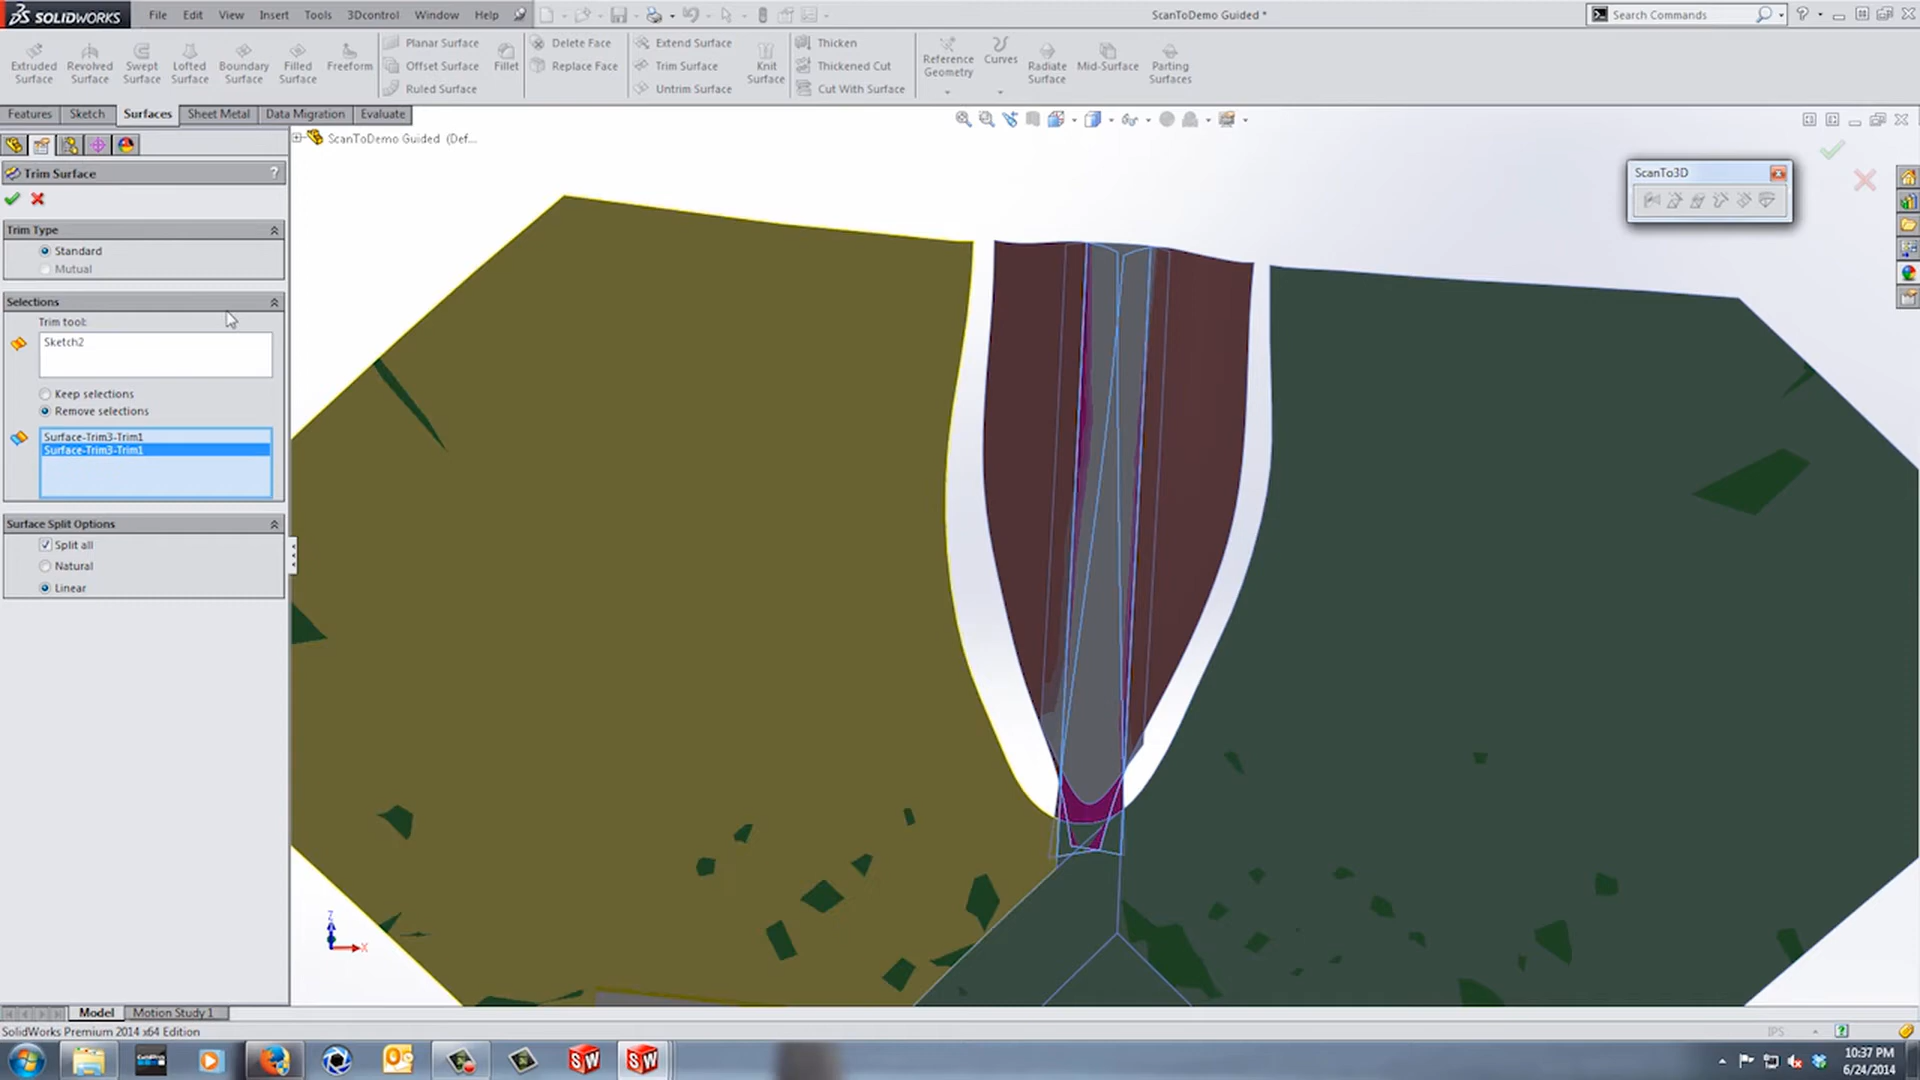 SOLIDWORKS File Edit View Insert Tools 3Dcontrol Window Help ScanToDemo Guided * Search Commands ?
Extruded Surface
Revolved Surface
Swept Surface
Lofted Surface
Boundary Surface
Filled Surface
Freeform
Planar Surface
Offset Surface
Ruled Surface
Fillet
Delete Face
Replace Face
Extend Surface
Trim Surface
Untrim Surface
Knit Surface
Thicken
Thickened Cut
Cut With Surface
Reference Geometry
Curves
Radiate Surface
Mid-Surface
Parting Surfaces
Features Sketch Surfaces Sheet Metal Data Migration Evaluate
ScanToDemo Guided (Def...
Trim Surface ?
Trim Type
Standard
Mutual
Selections
Trim tool:
Sketch2
Keep selections
Remove selections
Surface-Trim3-Trim1
Surface-Trim3-Trim1
Surface Split Options
Split all
Natural
Linear
ScanTo3D
Z
X
Model Motion Study 1
SolidWorks Premium 2014 x64 Edition
IPS
SW
SW
10:37 PM
6/24/2014